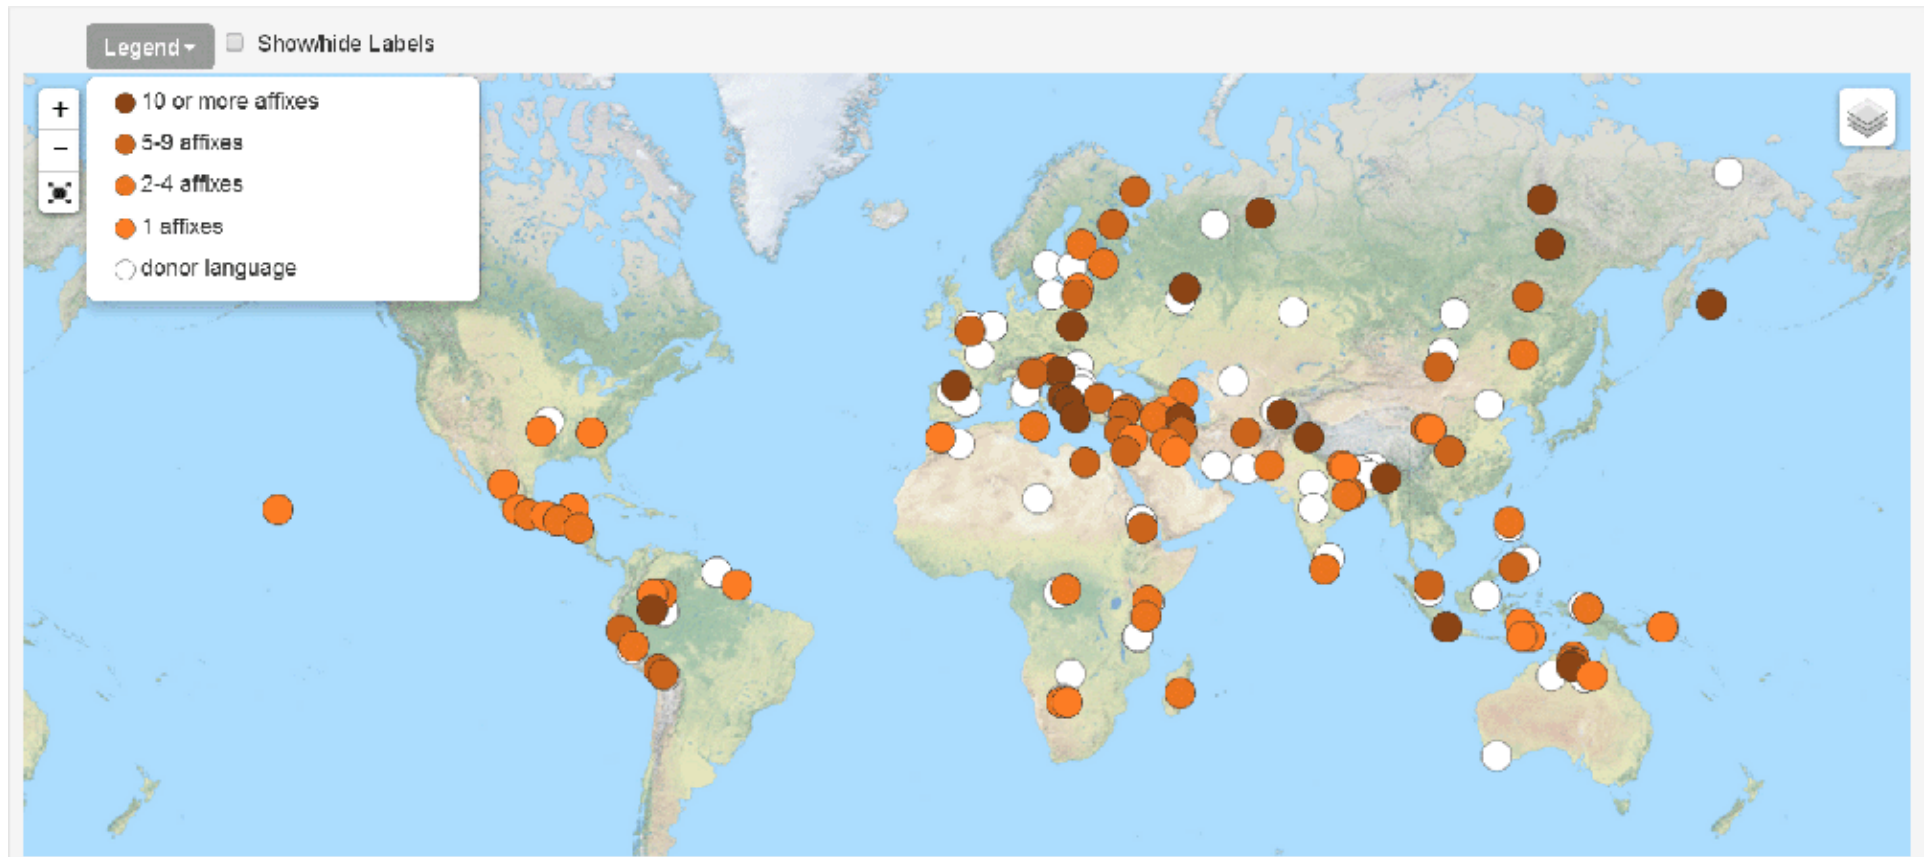 Legend
Show/hide Labels
+
−
10 or more affixes
5-9 affixes
2-4 affixes
1 affixes
donor language